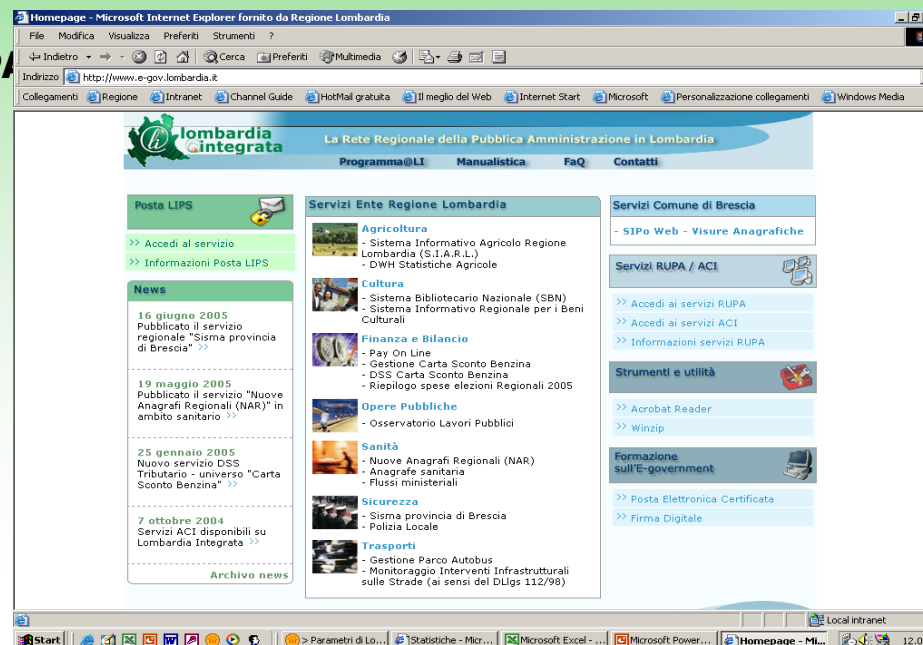 PA
Homepage - Microsoft Internet Explorer fornito da Regione Lombardia
File Modifica Visualizza Preferiti Strumenti ?
Indietro Cerca Preferiti Multimedia
Indirizzo http://www.e-gov.lombardia.it
Collegamenti Regione Intranet Channel Guide HotMail gratuita Il meglio del Web Internet Start Microsoft Personalizzazione collegamenti Windows Media
lombardia
integrata
La Rete Regionale della Pubblica Amministrazione in Lombardia
Programma@LI Manualistica FaQ Contatti
Posta LIPS
>> Accedi al servizio
>> Informazioni Posta LIPS
News
16 giugno 2005
Pubblicato il servizio
regionale "Sisma provincia
di Brescia" >>
19 maggio 2005
Pubblicato il servizio "Nuove
Anagrafi Regionali (NAR)" in
ambito sanitario >>
25 gennaio 2005
Nuovo servizio DSS
Tributario - universo "Carta
Sconto Benzina" >>
7 ottobre 2004
Servizi ACI disponibili su
Lombardia Integrata >>
Archivo news
Servizi Ente Regione Lombardia
Agricoltura
- Sistema Informativo Agricolo Regione
Lombardia (S.I.A.R.L.)
- DWH Statistiche Agricole
Cultura
- Sistema Bibliotecario Nazionale (SBN)
- Sistema Informativo Regionale per i Beni
Culturali
Finanza e Bilancio
- Pay On Line
- Gestione Carta Sconto Benzina
- DSS Carta Sconto Benzina
- Riepilogo spese elezioni Regionali 2005
Opere Pubbliche
- Osservatorio Lavori Pubblici
Sanità
- Nuove Anagrafi Regionali (NAR)
- Anagrafe sanitaria
- Flussi ministeriali
Sicurezza
- Sisma provincia di Brescia
- Polizia Locale
Trasporti
- Gestione Parco Autobus
- Monitoraggio Interventi Infrastrutturali
sulle Strade (ai sensi del DLlgs 112/98)
Servizi Comune di Brescia
- SIPo Web - Visure Anagrafiche
Servizi RUPA / ACI
>> Accedi ai servizi RUPA
>> Accedi ai servizi ACI
>> Informazioni servizi RUPA
Strumenti e utilità
>> Acrobat Reader
>> Winzip
Formazione
sull'E-government
>> Posta Elettronica Certificata
>> Firma Digitale
Local intranet
Start > Parametri di Lo... Statistiche - Micr... Microsoft Excel - ... Microsoft Power... Homepage - Mi... 12.0